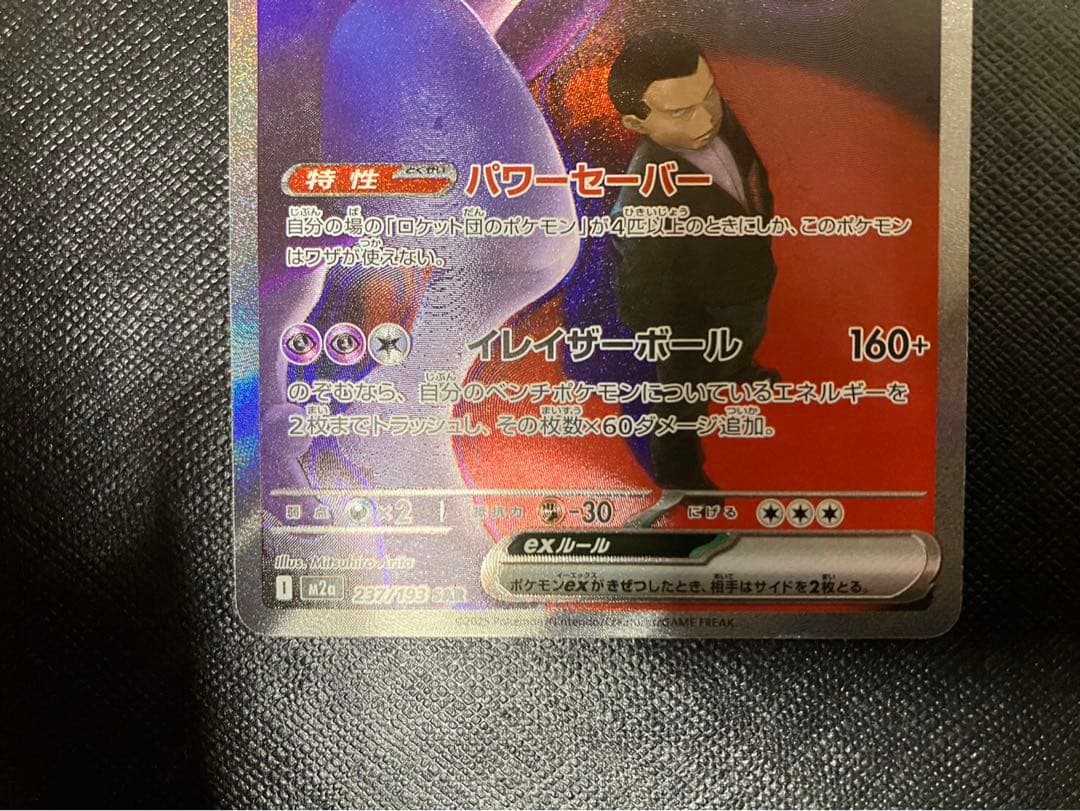 特性 とくせい パワーセーバー
自分の場の「ロケット団のポケモン」が4匹以上のときにしか、このポケモン
はワザが使えない。
イレイザーボール 160+
のぞむなら、自分のベンチポケモンについているエネルギーを
2枚までトラッシュし、その枚数×60ダメージ追加。
弱点 ×2 抵抗力 -30 にげる
exルール
Illus. Mitsuhiro Arita
ポケモンexがきぜつしたとき、相手はサイドを2枚とる。
I m2a 237/193 SAR
©2025 Pokémon/Nintendo/Creatures/GAME FREAK.